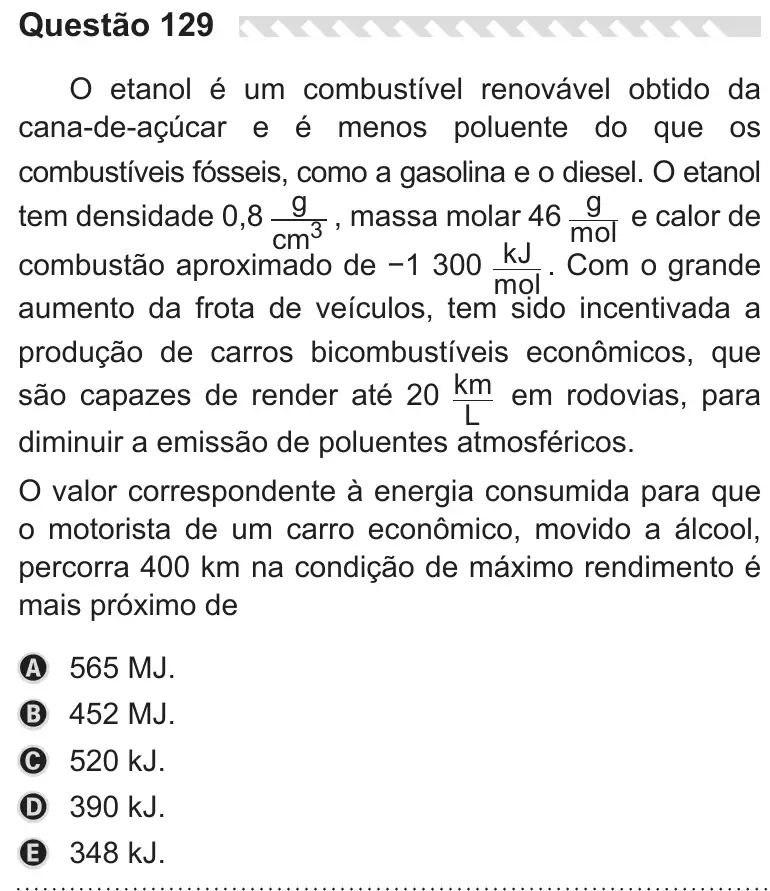 Questão 129
O etanol é um combustível renovável obtido da
cana-de-açúcar e é menos poluente do que os
combustíveis fósseis, como a gasolina e o diesel. O etanol
tem densidade 0,8 g/cm³, massa molar 46 g/mol e calor de
combustão aproximado de −1 300 kJ/mol. Com o grande
aumento da frota de veículos, tem sido incentivada a
produção de carros bicombustíveis econômicos, que
são capazes de render até 20 km/L em rodovias, para
diminuir a emissão de poluentes atmosféricos.
O valor correspondente à energia consumida para que
o motorista de um carro econômico, movido a álcool,
percorra 400 km na condição de máximo rendimento é
mais próximo de
A 565 MJ.
B 452 MJ.
C 520 kJ.
D 390 kJ.
E 348 kJ.